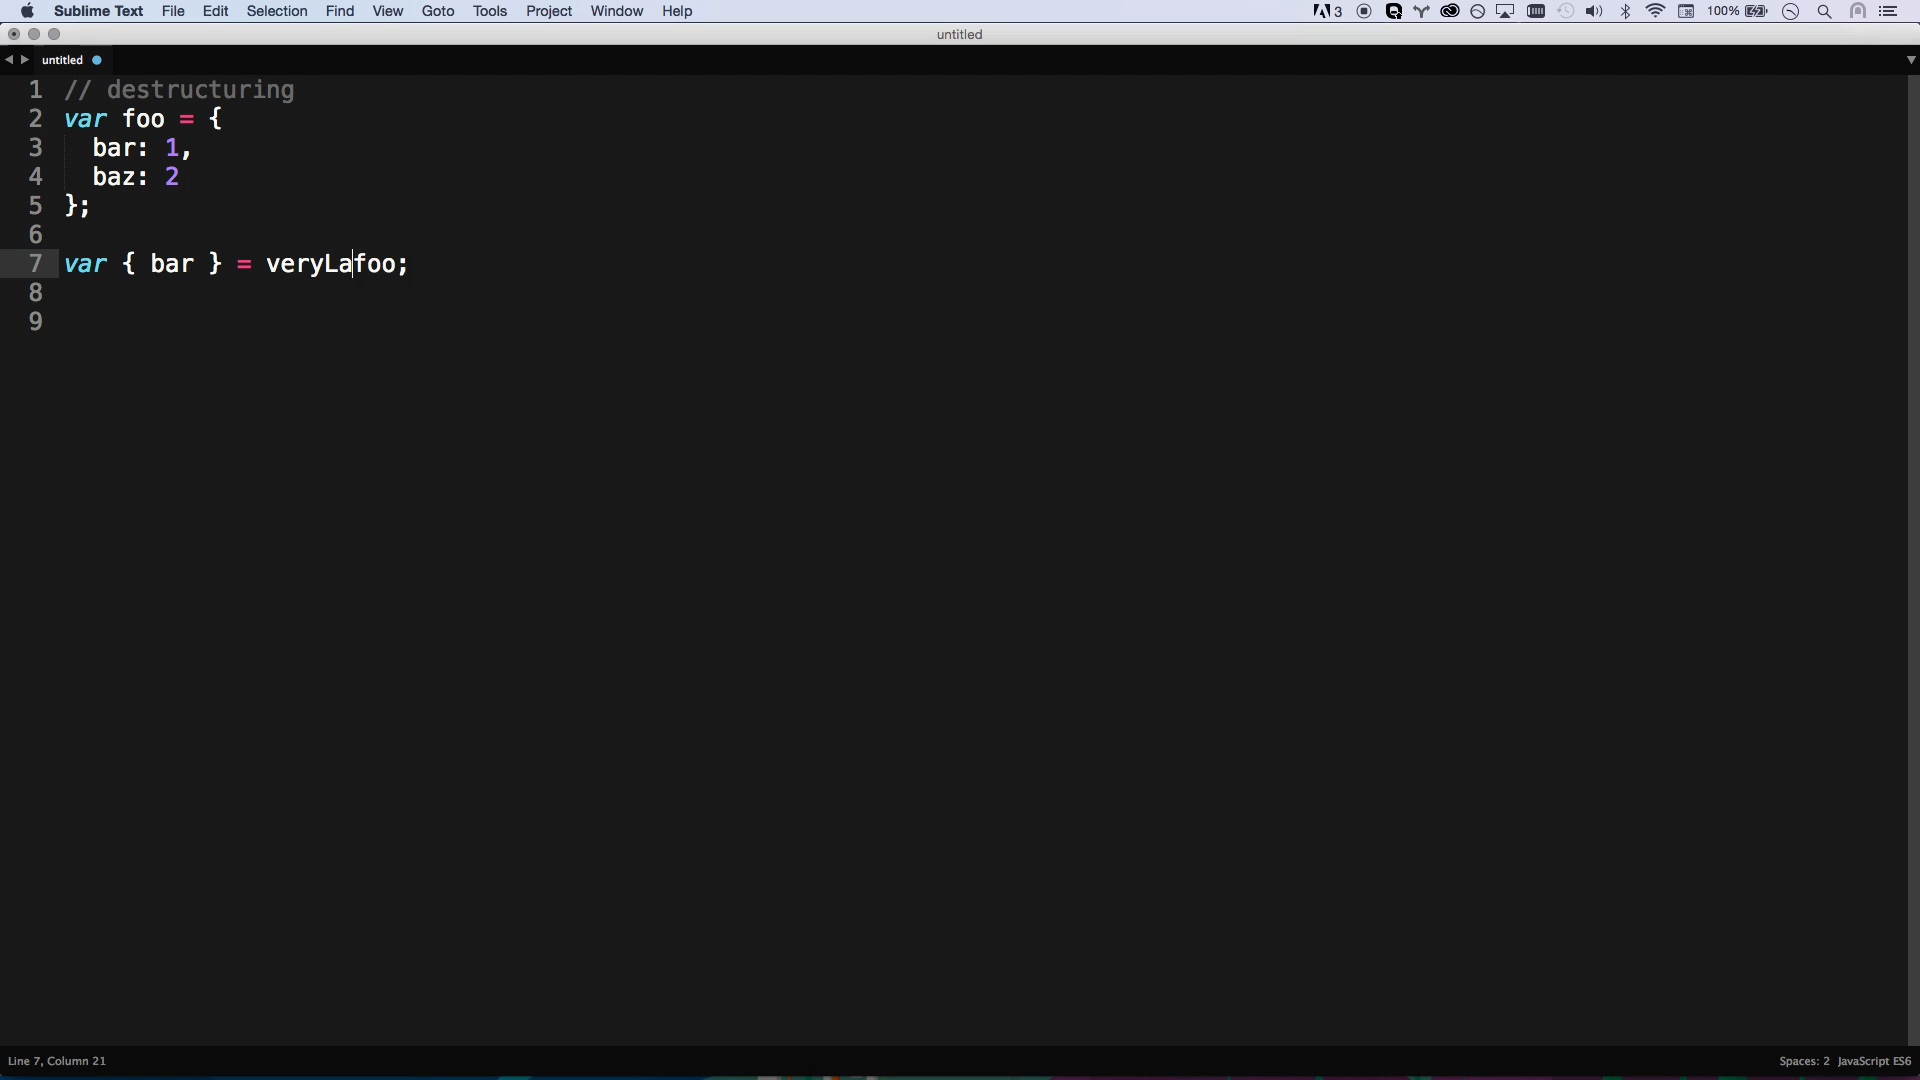 Sublime Text File Edit Selection Find View Goto Tools Project Window Help 3 100%
untitled
untitled
1 // destructuring
2 var foo = {
3   bar: 1,
4   baz: 2
5 };
6
7 var { bar } = veryLafoo;
8
9
Line 7, Column 21 Spaces: 2 JavaScript ES6